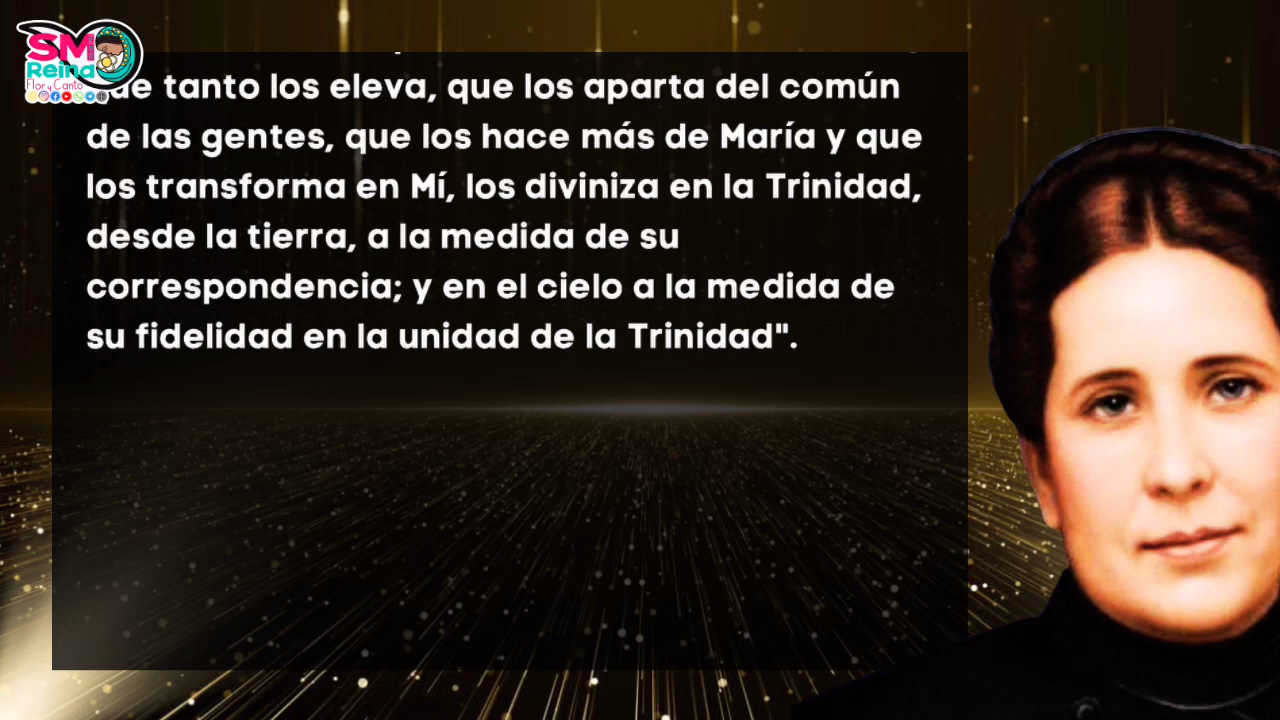 SM
Reina
Flor y Canto
que tanto los eleva, que los aparta del común
de las gentes, que los hace más de María y que
los transforma en Mí, los diviniza en la Trinidad,
desde la tierra, a la medida de su
correspondencia; y en el cielo a la medida de
su fidelidad en la unidad de la Trinidad".